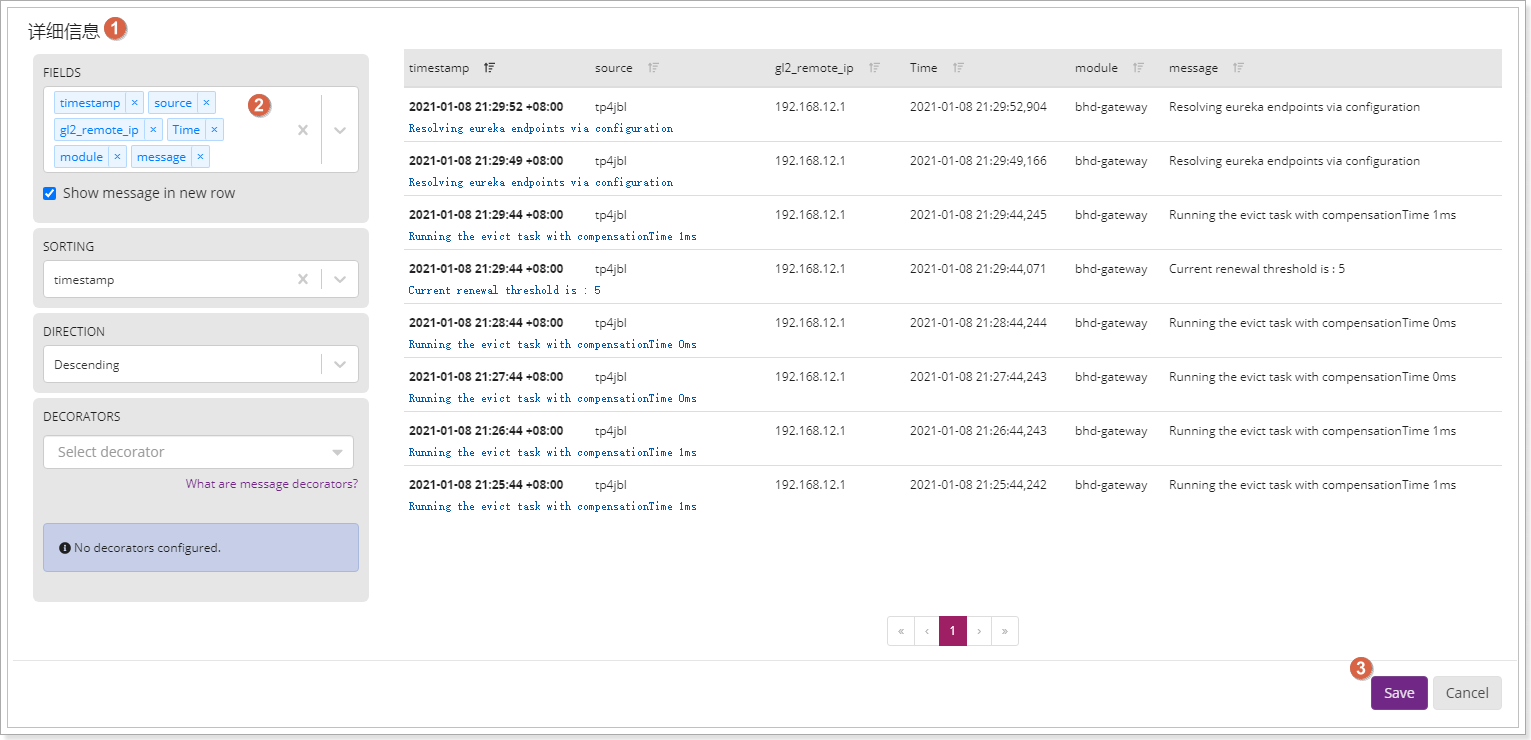 详细信息 1
FIELDS
timestamp × source × 2
gl2_remote_ip × Time ×
module × message ×
Show message in new row
SORTING
timestamp
DIRECTION
Descending
DECORATORS
Select decorator
What are message decorators?
No decorators configured.
timestamp source gl2_remote_ip Time module message
2021-01-08 21:29:52 +08:00 tp4jbl 192.168.12.1 2021-01-08 21:29:52,904 bhd-gateway Resolving eureka endpoints via configuration
Resolving eureka endpoints via configuration
2021-01-08 21:29:49 +08:00 tp4jbl 192.168.12.1 2021-01-08 21:29:49,166 bhd-gateway Resolving eureka endpoints via configuration
Resolving eureka endpoints via configuration
2021-01-08 21:29:44 +08:00 tp4jbl 192.168.12.1 2021-01-08 21:29:44,245 bhd-gateway Running the evict task with compensationTime 1ms
Running the evict task with compensationTime 1ms
2021-01-08 21:29:44 +08:00 tp4jbl 192.168.12.1 2021-01-08 21:29:44,071 bhd-gateway Current renewal threshold is : 5
Current renewal threshold is : 5
2021-01-08 21:28:44 +08:00 tp4jbl 192.168.12.1 2021-01-08 21:28:44,244 bhd-gateway Running the evict task with compensationTime 0ms
Running the evict task with compensationTime 0ms
2021-01-08 21:27:44 +08:00 tp4jbl 192.168.12.1 2021-01-08 21:27:44,243 bhd-gateway Running the evict task with compensationTime 0ms
Running the evict task with compensationTime 0ms
2021-01-08 21:26:44 +08:00 tp4jbl 192.168.12.1 2021-01-08 21:26:44,243 bhd-gateway Running the evict task with compensationTime 1ms
Running the evict task with compensationTime 1ms
2021-01-08 21:25:44 +08:00 tp4jbl 192.168.12.1 2021-01-08 21:25:44,242 bhd-gateway Running the evict task with compensationTime 1ms
Running the evict task with compensationTime 1ms
« ‹ 1 › »
3
Save Cancel